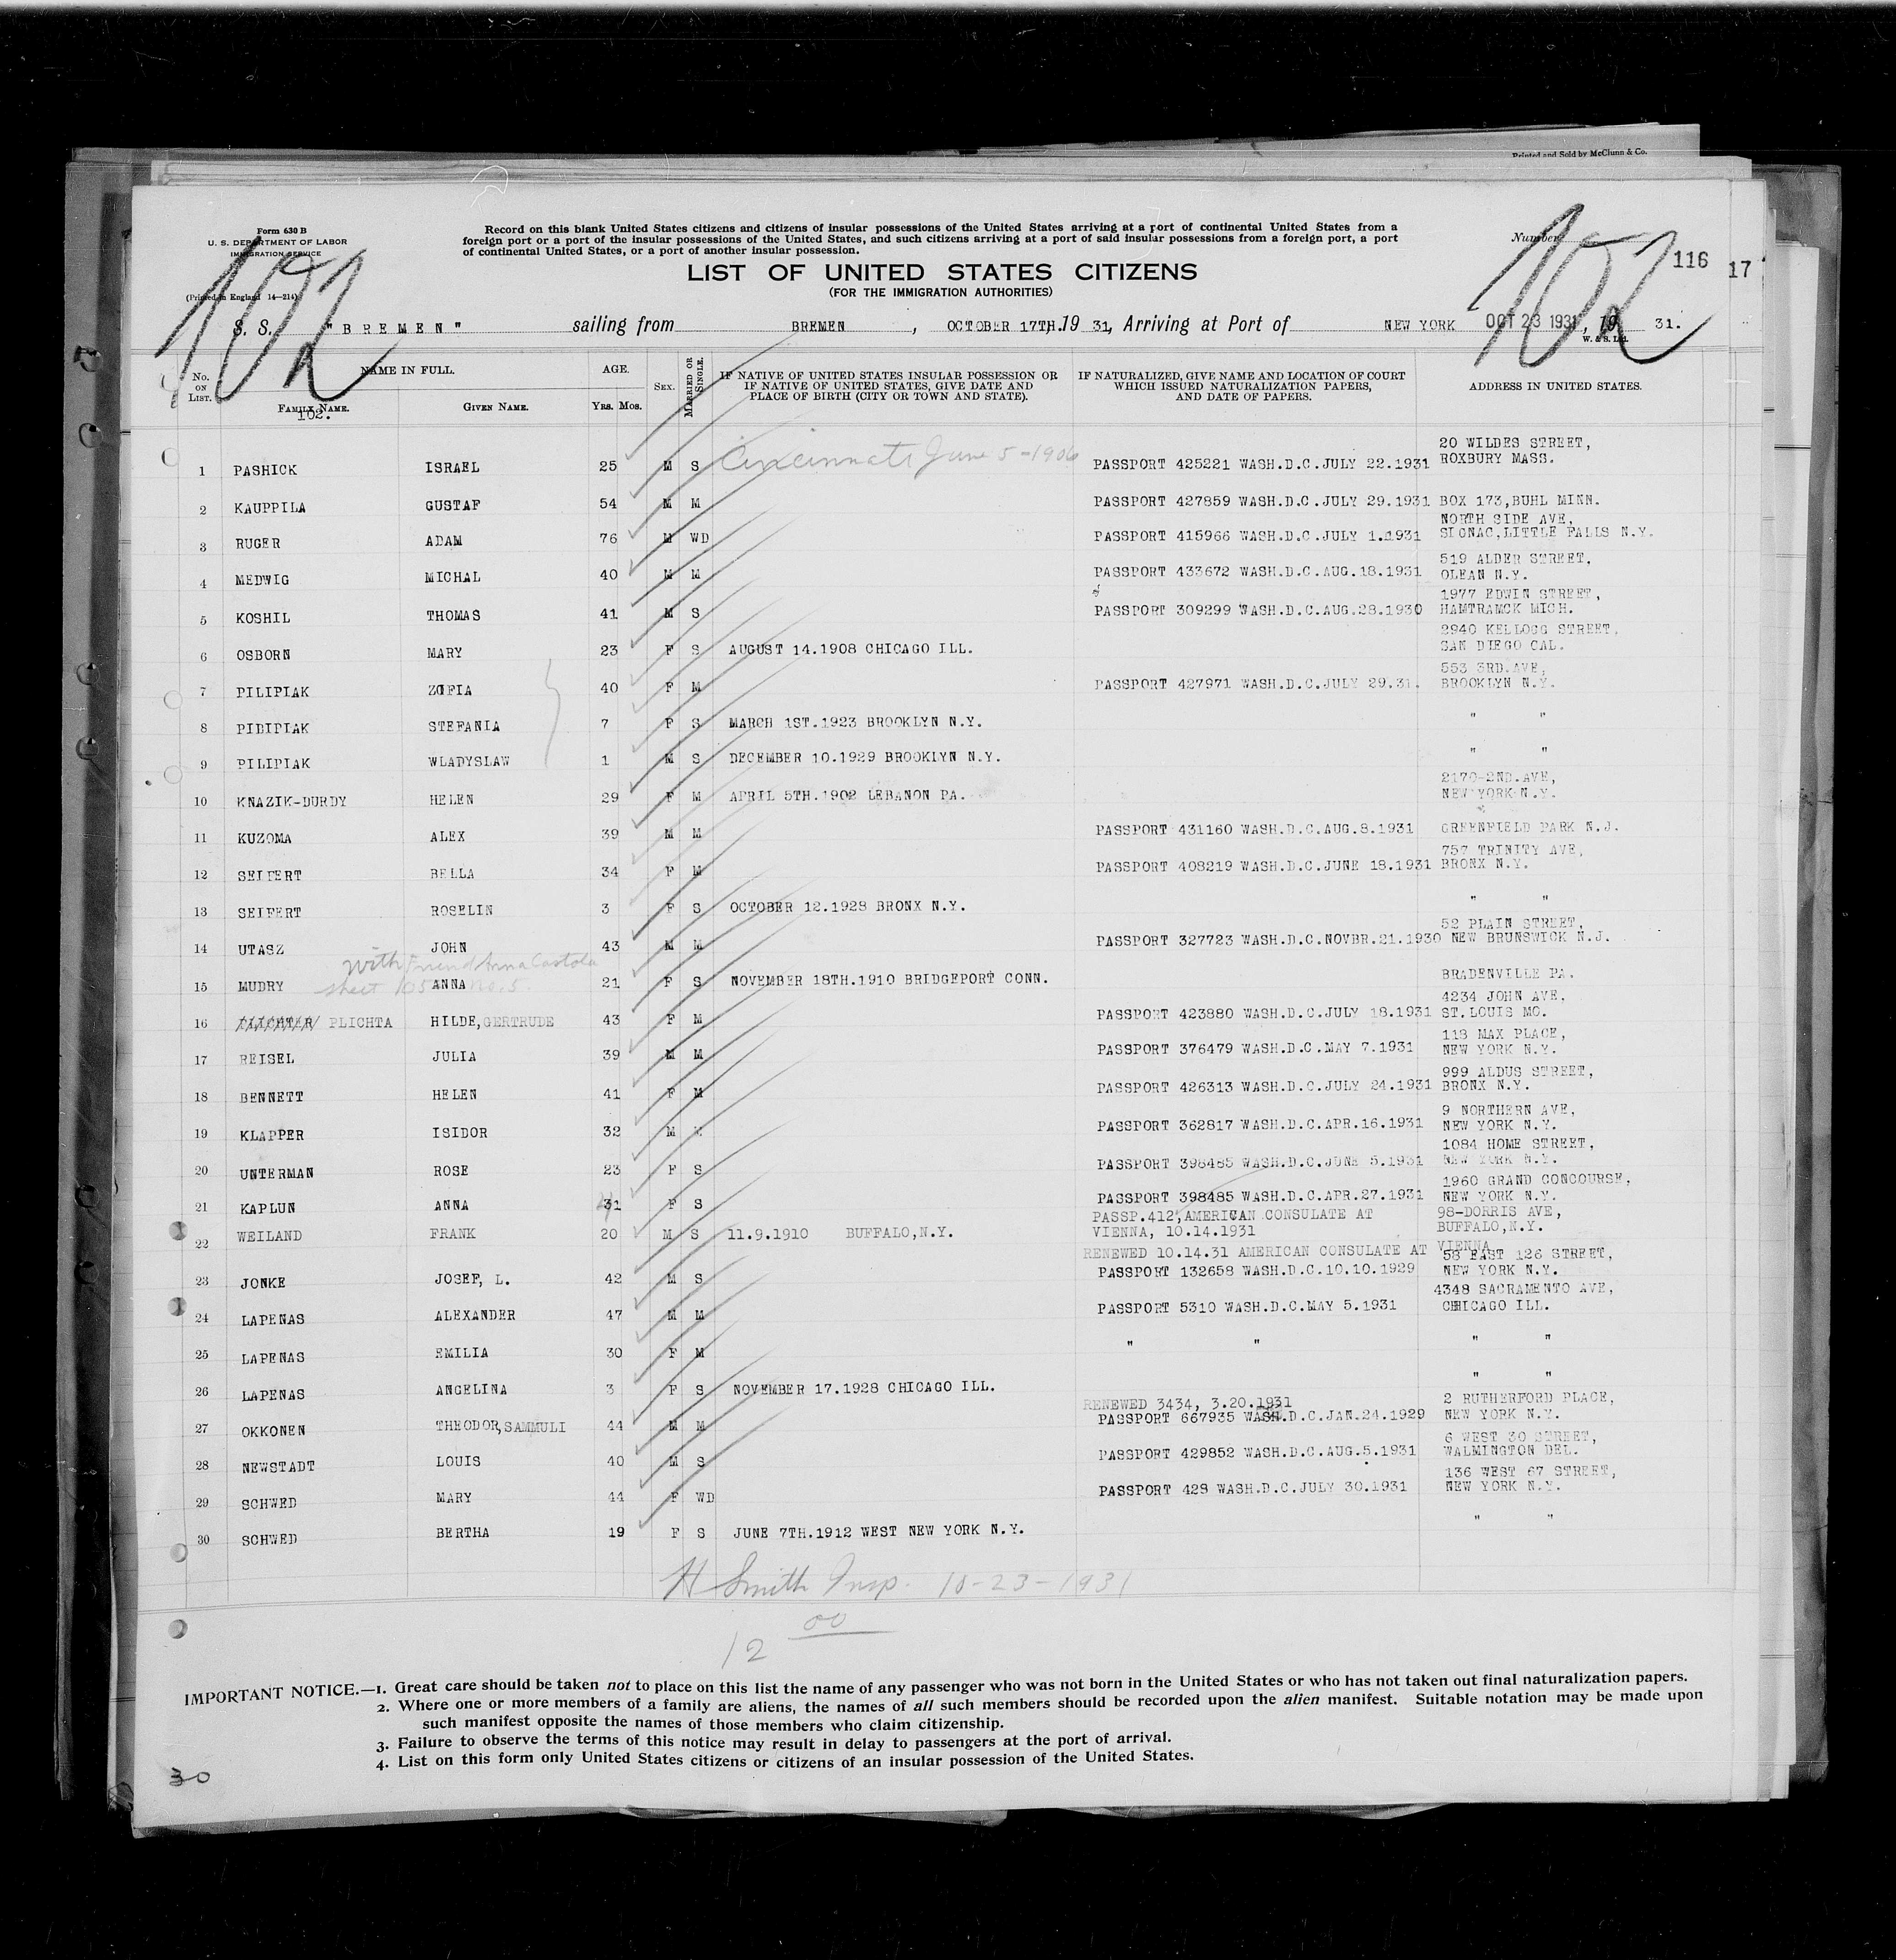 Printed and Sold by McClunn & Co.
Form 630 B
U. S. DEPARTMENT OF LABOR
IMMIGRATION SERVICE
(Printed in England 14—214)
102
Record on this blank United States citizens and citizens of insular possessions of the United States arriving at a port of continental United States from a
foreign port or a port of the insular possessions of the United States, and such citizens arriving at a port of said insular possessions from a foreign port, a port
of continental United States, or a port of another insular possession.
Number
102
116
17
LIST OF UNITED STATES CITIZENS
(FOR THE IMMIGRATION AUTHORITIES)
S. S. "BREMEN" sailing from BREMEN, OCTOBER 17TH. 19 31, Arriving at Port of NEW YORK OCT 23 1931, 19 31.
W. & S. Ltd.
No. ON LIST. NAME IN FULL. AGE. SEX. MARRIED OR SINGLE. IF NATIVE OF UNITED STATES INSULAR POSSESSION OR IF NATIVE OF UNITED STATES, GIVE DATE AND PLACE OF BIRTH (CITY OR TOWN AND STATE). IF NATURALIZED, GIVE NAME AND LOCATION OF COURT WHICH ISSUED NATURALIZATION PAPERS, AND DATE OF PAPERS. ADDRESS IN UNITED STATES.
FAMILY NAME. GIVEN NAME. YRS. MOS.
102.
1 PASHICK ISRAEL 25 M S Cincinnati June 5-1906 PASSPORT 425221 WASH.D.C.JULY 22.1931 20 WILDES STREET, ROXBURY MASS.
2 KAUPPILA GUSTAF 54 M M PASSPORT 427859 WASH.D.C.JULY 29.1931 BOX 173,BUHL MINN.
3 RUGER ADAM 76 M WD PASSPORT 415966 WASH.D.C.JULY 1.1931 NORTH SIDE AVE, SIGNAC,LITTLE FALLS N.Y.
4 MEDWIG MICHAL 40 M M PASSPORT 433672 WASH.D.C.AUG.18.1931 519 ALDER STREET, OLEAN N.Y.
5 KOSHIL THOMAS 41 M S PASSPORT 309299 WASH.D.C.AUG.28.1930 1977 EDWIN STREET, HAMTRAMCK MICH.
6 OSBORN MARY 23 F S AUGUST 14.1908 CHICAGO ILL. 2940 KELLOGG STREET, SAN DIEGO CAL.
7 PILIPIAK ZOFIA 40 F M PASSPORT 427971 WASH.D.C.JULY 29.31. 553 3RD.AVE, BROOKLYN N.Y.
8 PIDIPIAK STEFANIA 7 F S MARCH 1ST.1923 BROOKLYN N.Y. " "
9 PILIPIAK WLADYSLAW 1 M S DECEMBER 10.1929 BROOKLYN N.Y. " "
10 KNAZIK-DURDY HELEN 29 F M APRIL 5TH.1902 LEBANON PA. 2170-2ND.AVE, NEW YORK N.Y.
11 KUZOMA ALEX 39 M M PASSPORT 431160 WASH.D.C.AUG.8.1931 GREENFIELD PARK N.J.
12 SEIFERT BELLA 34 F M PASSPORT 408219 WASH.D.C.JUNE 18.1931 757 TRINITY AVE, BRONX N.Y.
13 SEIFERT ROSELIN 3 F S OCTOBER 12.1928 BRONX N.Y. " "
14 UTASZ JOHN 43 M M PASSPORT 327723 WASH.D.C.NOVBR.21.1930 52 PLAIN STREET, NEW BRUNSWICK N.J.
with Friend Anna Castola
sheet 105 no. 5.
15 MUDRY ANNA 21 F S NOVEMBER 18TH.1910 BRIDGEPORT CONN. BRADENVILLE PA.
16 PLICHTA HILDE,GERTRUDE 43 F M PASSPORT 423880 WASH.D.C.JULY 18.1931 4234 JOHN AVE, ST.LOUIS MO.
17 REISEL JULIA 39 M M PASSPORT 376479 WASH.D.C.MAY 7.1931 118 MAX PLACE, NEW YORK N.Y.
18 BENNETT HELEN 41 F M PASSPORT 426313 WASH.D.C.JULY 24.1931 999 ALDUS STREET, BRONX N.Y.
19 KLAPPER ISIDOR 32 M M PASSPORT 362817 WASH.D.C.APR.16.1931 9 NORTHERN AVE, NEW YORK N.Y.
20 UNTERMAN ROSE 23 F S PASSPORT 398485 WASH.D.C.JUNE 5.1931 1084 HOME STREET, NEW YORK N.Y.
21 KAPLUN ANNA 31 F S PASSPORT 398485 WASH.D.C.APR.27.1931 1960 GRAND CONCOURSE, NEW YORK N.Y.
22 WEILAND FRANK 20 M S 11.9.1910 BUFFALO,N.Y. PASSP.412,AMERICAN CONSULATE AT VIENNA, 10.14.1931 98-DORRIS AVE, BUFFALO,N.Y.
RENEWED 10.14.31 AMERICAN CONSULATE AT VIENNA
23 JONKE JOSEF, L. 42 M S PASSPORT 132658 WASH.D.C.10.10.1929 58 EAST 126 STREET, NEW YORK N.Y.
24 LAPENAS ALEXANDER 47 M M PASSPORT 5310 WASH.D.C.MAY 5.1931 4348 SACRAMENTO AVE, CHICAGO ILL.
25 LAPENAS EMILIA 30 F M " " " "
26 LAPENAS ANGELINA 3 F S NOVEMBER 17.1928 CHICAGO ILL. " "
RENEWED 3434, 3.20.1931
27 OKKONEN THEODOR,SAMMULI 44 M M PASSPORT 667935 WASH.D.C.JAN.24.1929 2 RUTHERFORD PLACE, NEW YORK N.Y.
28 NEWSTADT LOUIS 40 M S PASSPORT 429852 WASH.D.C.AUG.5.1931 6 WEST 30 STREET, WALMINGTON DEL.
29 SCHWED MARY 44 F WD PASSPORT 428 WASH.D.C.JULY 30.1931 136 WEST 67 STREET, NEW YORK N.Y.
30 SCHWED BERTHA 19 F S JUNE 7TH.1912 WEST NEW YORK N.Y. " "
H Smith Insp. 10-23-1931
12 00
IMPORTANT NOTICE.—1. Great care should be taken not to place on this list the name of any passenger who was not born in the United States or who has not taken out final naturalization papers.
2. Where one or more members of a family are aliens, the names of all such members should be recorded upon the alien manifest. Suitable notation may be made upon
such manifest opposite the names of those members who claim citizenship.
3. Failure to observe the terms of this notice may result in delay to passengers at the port of arrival.
4. List on this form only United States citizens or citizens of an insular possession of the United States.
30